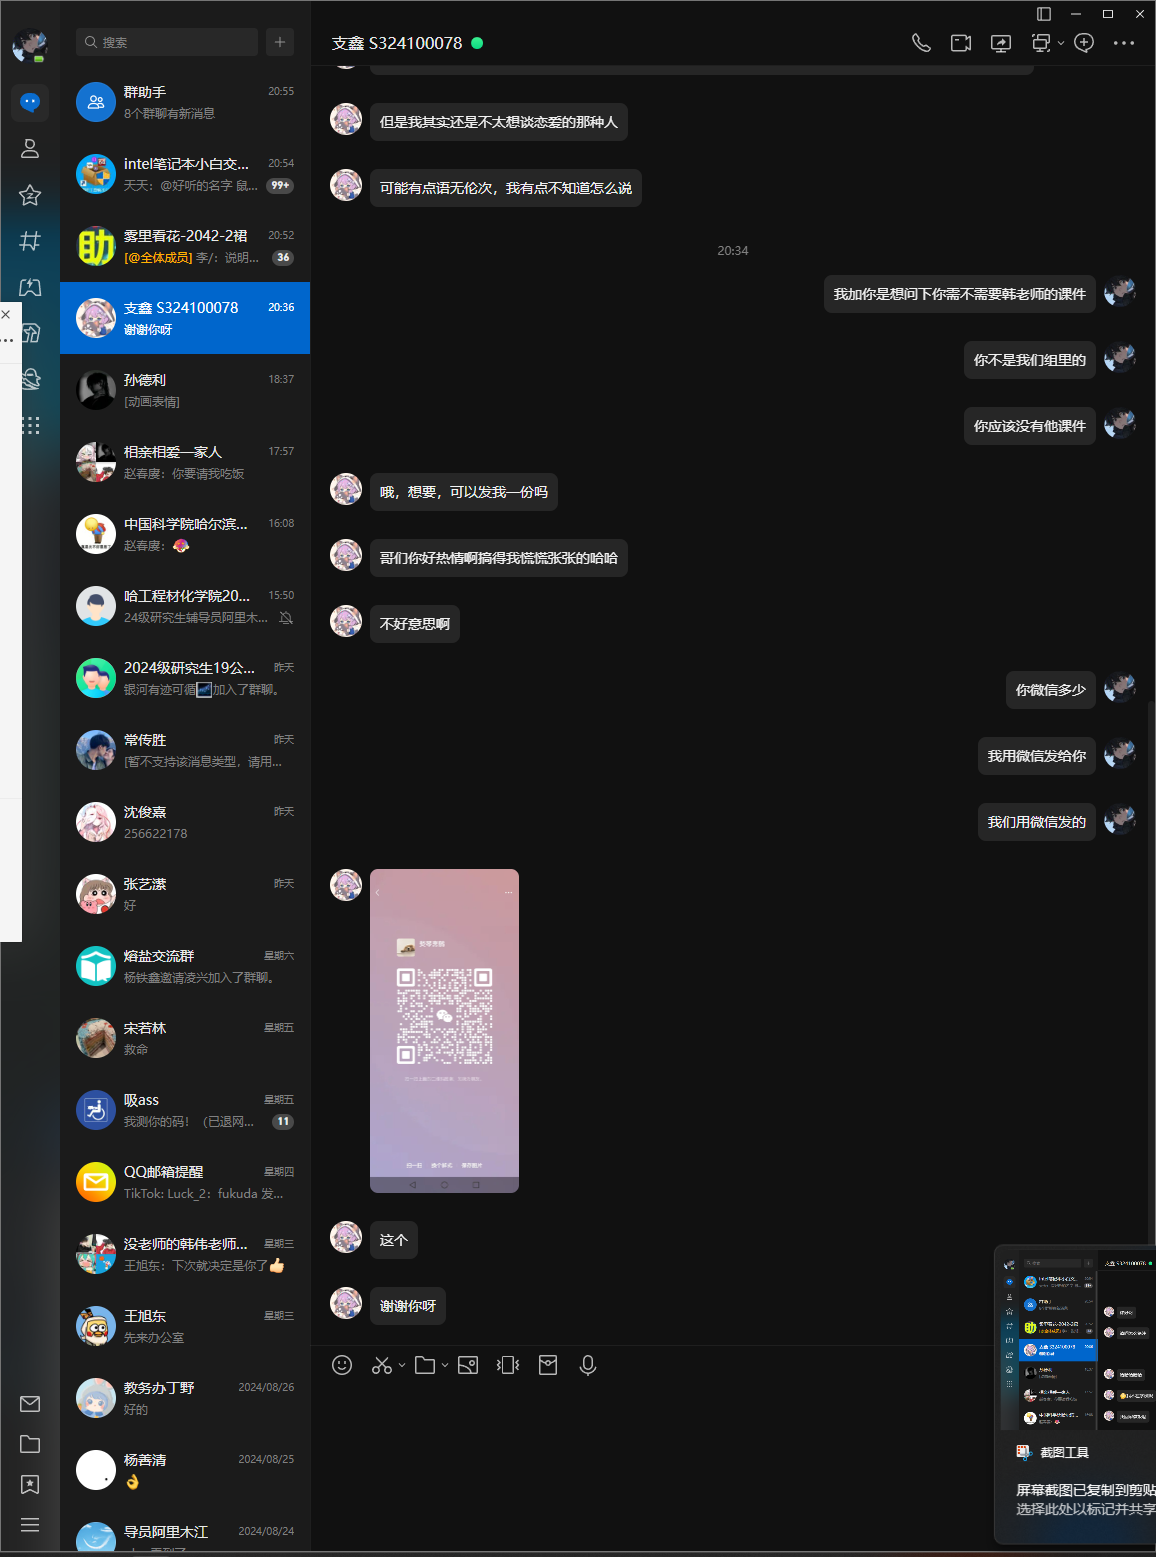 搜索
群助手
20:55
8个群聊有新消息
intel笔记本小白交...
20:54
天天：@好听的名字 鼠...
99+
雾里看花-2042-2裙
20:52
[@全体成员] 李/：说明...
36
支鑫 S324100078
20:36
谢谢你呀
孙德利
18:37
[动画表情]
相亲相爱一家人
17:57
赵春庹：你要请我吃饭
中国科学院哈尔滨...
16:08
赵春庹：
哈工程材化学院20...
15:50
24级研究生辅导员阿里木...
2024级研究生19公...
昨天
银河有迹可循🌌加入了群聊。
常传胜
昨天
[暂不支持该消息类型，请用...
沈俊熹
昨天
256622178
张艺潆
昨天
好
熔盐交流群
星期六
杨铁鑫邀请凌兴加入了群聊。
宋若林
星期五
救命
吸ass
星期五
我测你的码！（已退网...
11
QQ邮箱提醒
星期四
TikTok: Luck_2：fukuda 发...
没老师的韩伟老师...
星期三
王旭东：下次就决定是你了👍
王旭东
星期三
先来办公室
教务办丁野
2024/08/26
好的
杨善清
2024/08/25
👌
导员阿里木江
2024/08/24
支鑫 S324100078
但是我其实还是不太想谈恋爱的那种人
可能有点语无伦次，我有点不知道怎么说
20:34
我加你是想问下你需不需要韩老师的课件
你不是我们组里的
你应该没有他课件
哦，想要，可以发我一份吗
哥们你好热情啊搞得我慌慌张张的哈哈
不好意思啊
你微信多少
我用微信发给你
我们用微信发的
扫一扫 换个样式 保存图片
这个
谢谢你呀
支鑫 S324100078
截图工具
屏幕截图已复制到剪贴
选择此处以标记并共享